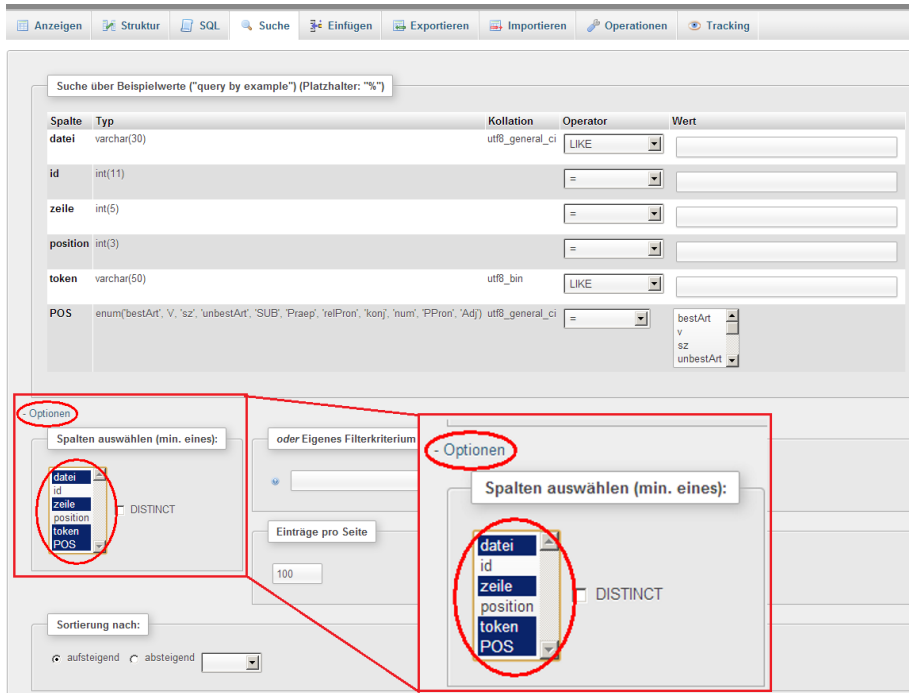 Anzeigen Struktur SQL Suche Einfügen Exportieren Importieren Operationen Tracking
Suche über Beispielwerte ("query by example") (Platzhalter: "%")
Spalte Typ Kollation Operator Wert
datei varchar(30) utf8_general_ci LIKE
id int(11) =
zeile int(5) =
position int(3) =
token varchar(50) utf8_bin LIKE
POS enum('bestArt', 'V', 'sz', 'unbestArt', 'SUB', 'Praep', 'relPron', 'konj', 'num', 'PPron', 'Adj') utf8_general_ci =
bestArt
v
sz
unbestArt
- Optionen
Spalten auswählen (min. eines):
datei
id
zeile
position
token
POS
DISTINCT
oder Eigenes Filterkriterium
Einträge pro Seite
100
Sortierung nach:
aufsteigend absteigend
- Optionen
Spalten auswählen (min. eines):
datei
id
zeile
position
token
POS
DISTINCT